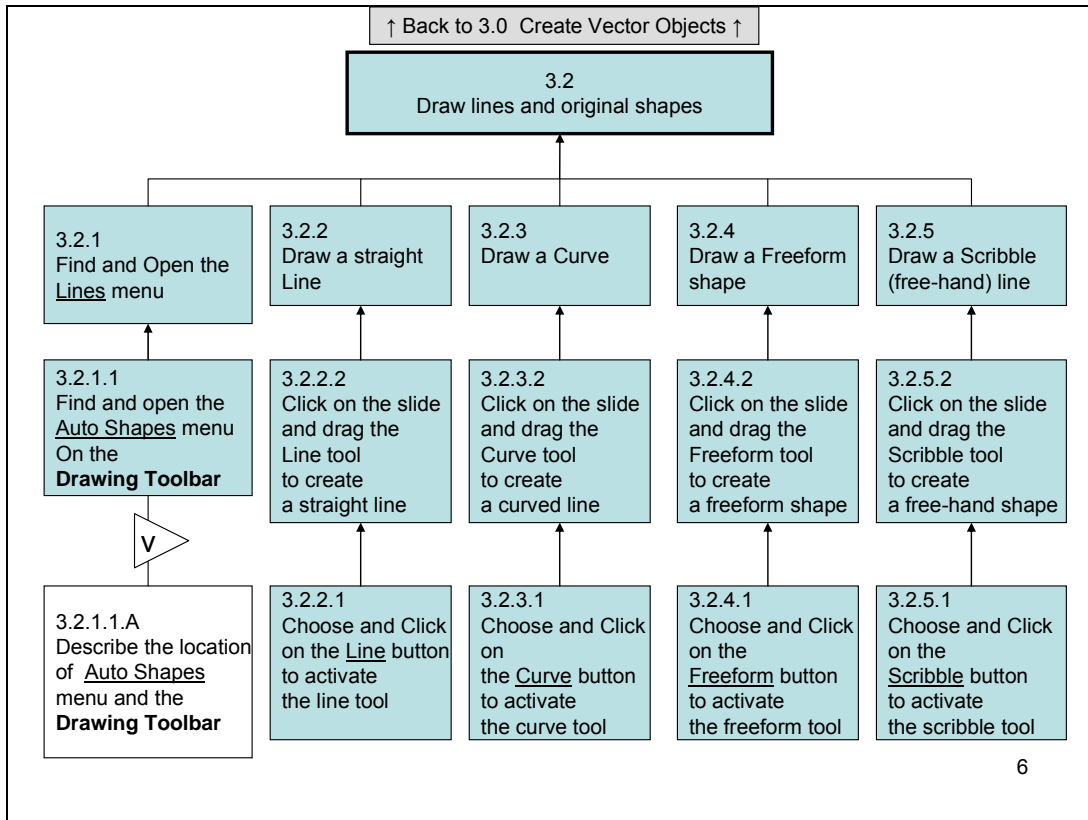 ↑ Back to 3.0 Create Vector Objects ↑
3.2
Draw lines and original shapes
3.2.1
Find and Open the
Lines menu
3.2.2
Draw a straight
Line
3.2.3
Draw a Curve
3.2.4
Draw a Freeform
shape
3.2.5
Draw a Scribble
(free-hand) line
3.2.1.1
Find and open the
Auto Shapes menu
On the
Drawing Toolbar
3.2.2.2
Click on the slide
and drag the
Line tool
to create
a straight line
3.2.3.2
Click on the slide
and drag the
Curve tool
to create
a curved line
3.2.4.2
Click on the slide
and drag the
Freeform tool
to create
a freeform shape
3.2.5.2
Click on the slide
and drag the
Scribble tool
to create
a free-hand shape
V
3.2.1.1.A
Describe the location
of Auto Shapes
menu and the
Drawing Toolbar
3.2.2.1
Choose and Click
on the Line button
to activate
the line tool
3.2.3.1
Choose and Click
on
the Curve button
to activate
the curve tool
3.2.4.1
Choose and Click
on the
Freeform button
to activate
the freeform tool
3.2.5.1
Choose and Click
on the
Scribble button
to activate
the scribble tool
6